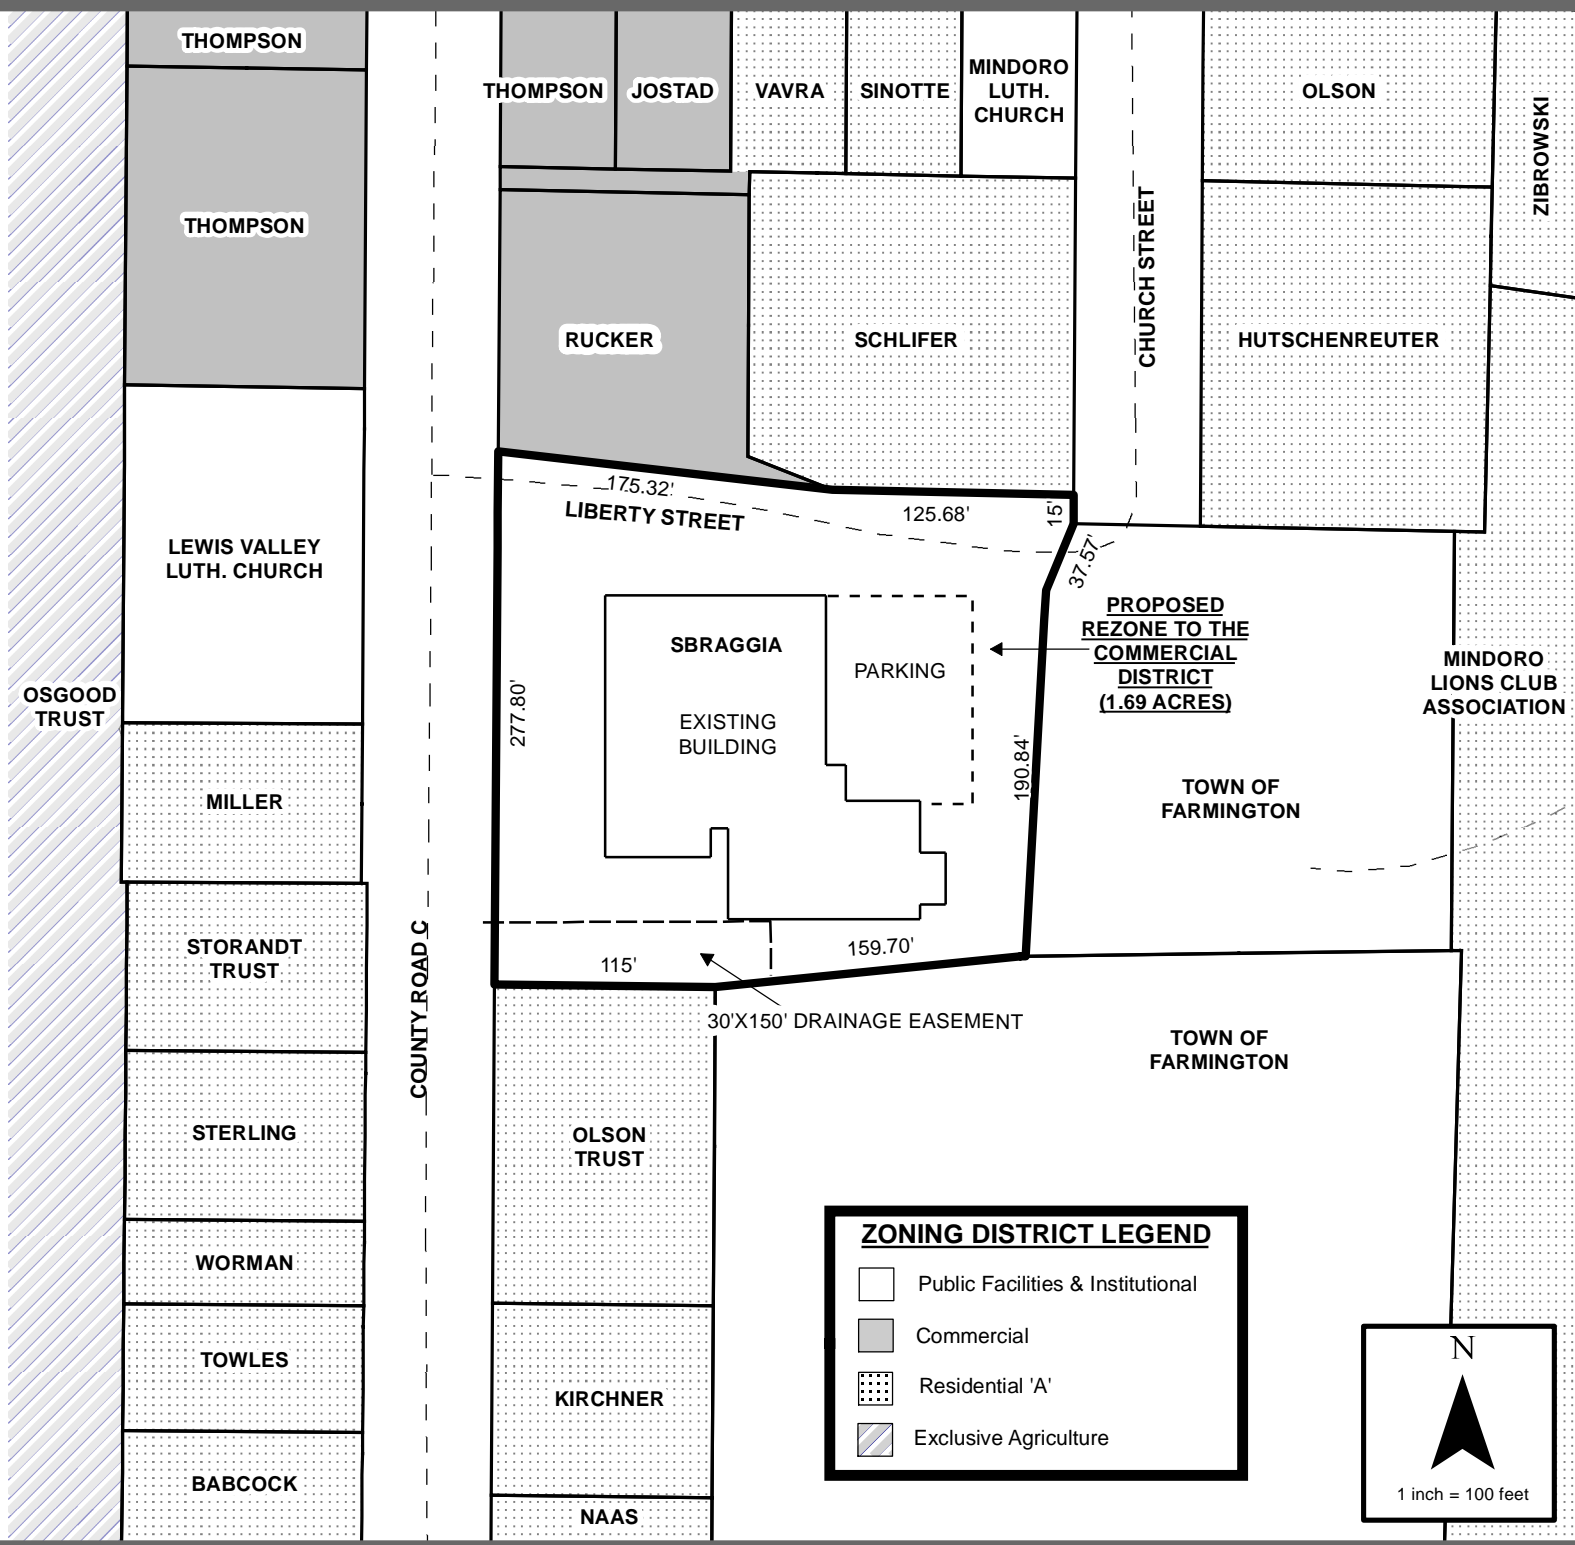 THOMPSON
THOMPSON
JOSTAD
VAVRA
SINOTTE
MINDORO
LUTH.
CHURCH
OLSON
ZIBROWSKI
THOMPSON
CHURCH STREET
RUCKER
SCHLIFER
HUTSCHENREUTER
175.32'
LIBERTY STREET
125.68'
15'
37.57'
LEWIS VALLEY
LUTH. CHURCH
PROPOSED
REZONE TO THE
COMMERCIAL
DISTRICT
(1.69 ACRES)
SBRAGGIA
PARKING
EXISTING
BUILDING
277.80'
190.84'
OSGOOD
TRUST
MINDORO
LIONS CLUB
ASSOCIATION
MILLER
TOWN OF
FARMINGTON
STORANDT
TRUST
COUNTY ROAD C
115'
159.70'
30'X150' DRAINAGE EASEMENT
TOWN OF
FARMINGTON
STERLING
OLSON
TRUST
WORMAN
TOWLES
KIRCHNER
BABCOCK
NAAS
ZONING DISTRICT LEGEND
Public Facilities & Institutional
Commercial
Residential 'A'
Exclusive Agriculture
N
1 inch = 100 feet